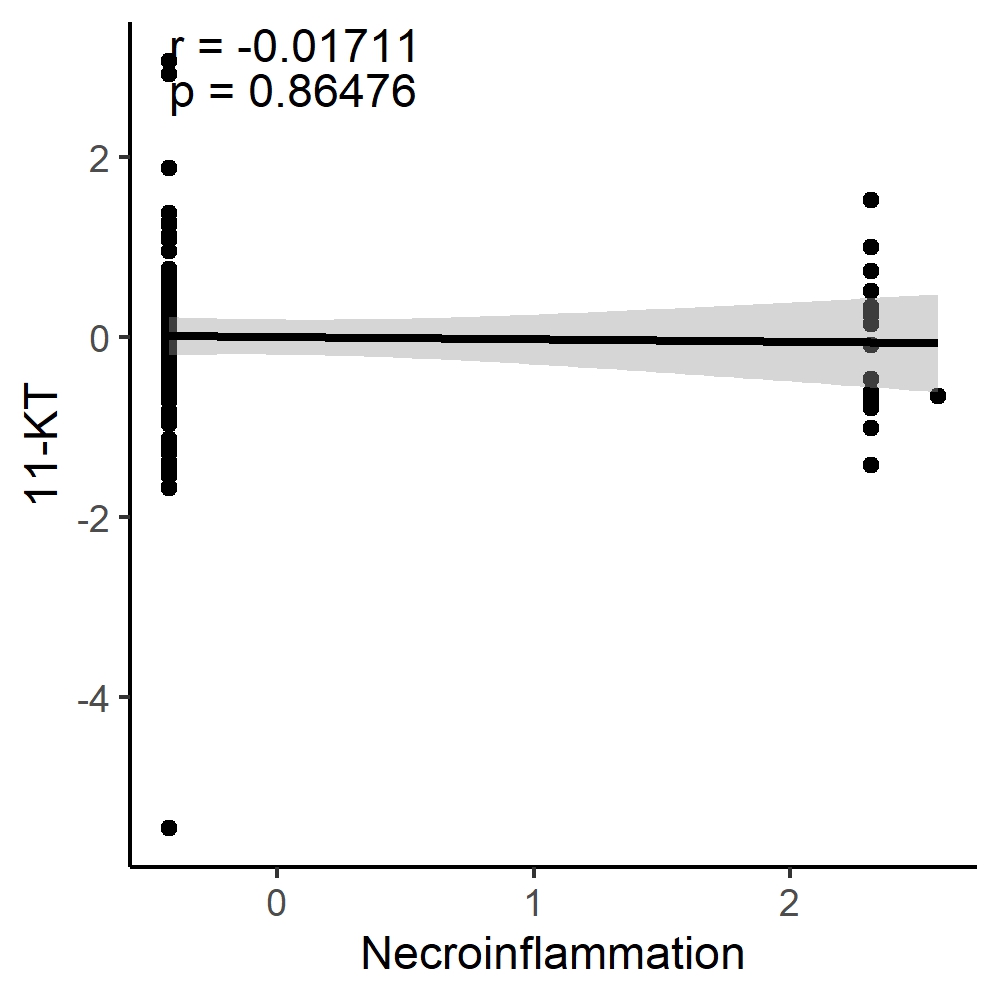 r = -0.01711
p = 0.86476
2
0
-2
-4
11-KT
0 1 2
Necroinflammation